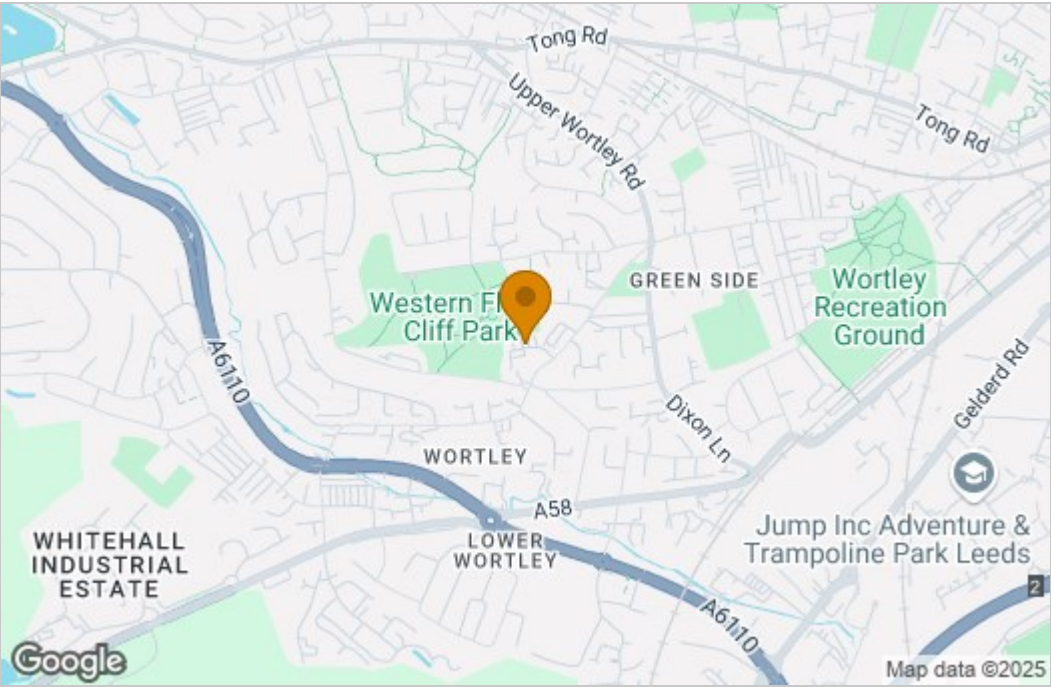 Tong Rd
Upper Wortley Rd
Tong Rd
GREEN SIDE
Wortley
Recreation
Ground
Western Fl
Cliff Park
A6110
Gelderd Rd
Dixon Ln
WORTLEY
A58
LOWER
WORTLEY
WHITEHALL
INDUSTRIAL
ESTATE
Jump Inc Adventure &
Trampoline Park Leeds
A6110
2
Google
Map data ©2025